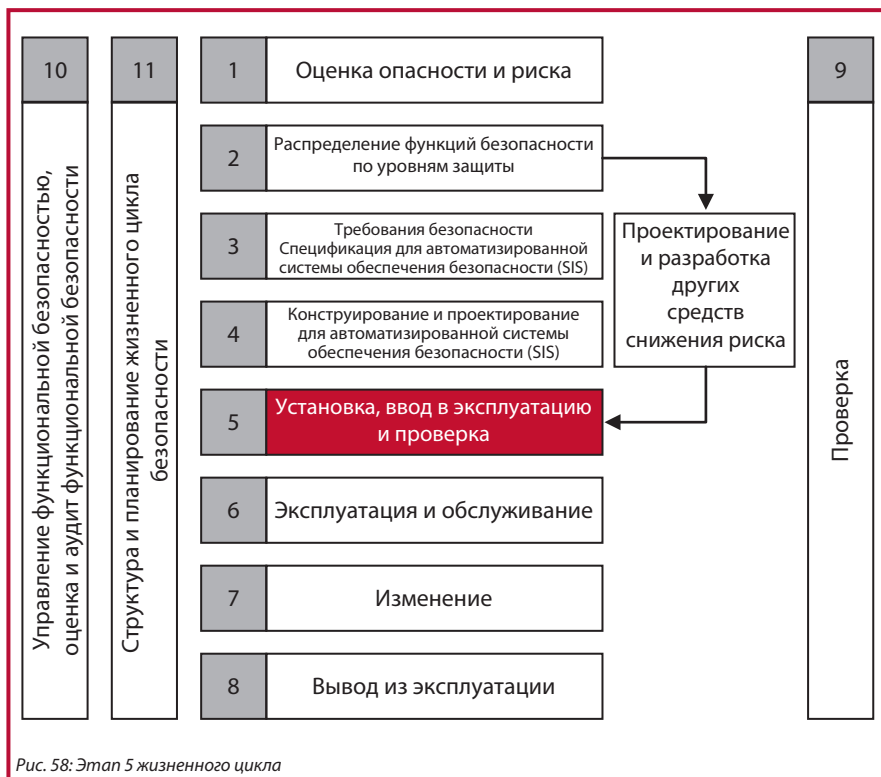 10
Управление функциональной безопасностью,
оценка и аудит функциональной безопасности
11
Структура и планирование жизненного цикла
безопасности
1
Оценка опасности и риска
2
Распределение функций безопасности
по уровням защиты
3
Требования безопасности
Спецификация для автоматизированной
системы обеспечения безопасности (SIS)
4
Конструирование и проектирование
для автоматизированной системы
обеспечения безопасности (SIS)
5
Установка, ввод в эксплуатацию
и проверка
6
Эксплуатация и обслуживание
7
Изменение
8
Вывод из эксплуатации
Проектирование
и разработка
других
средств
снижения риска
9
Проверка
Рис. 58: Этап 5 жизненного цикла